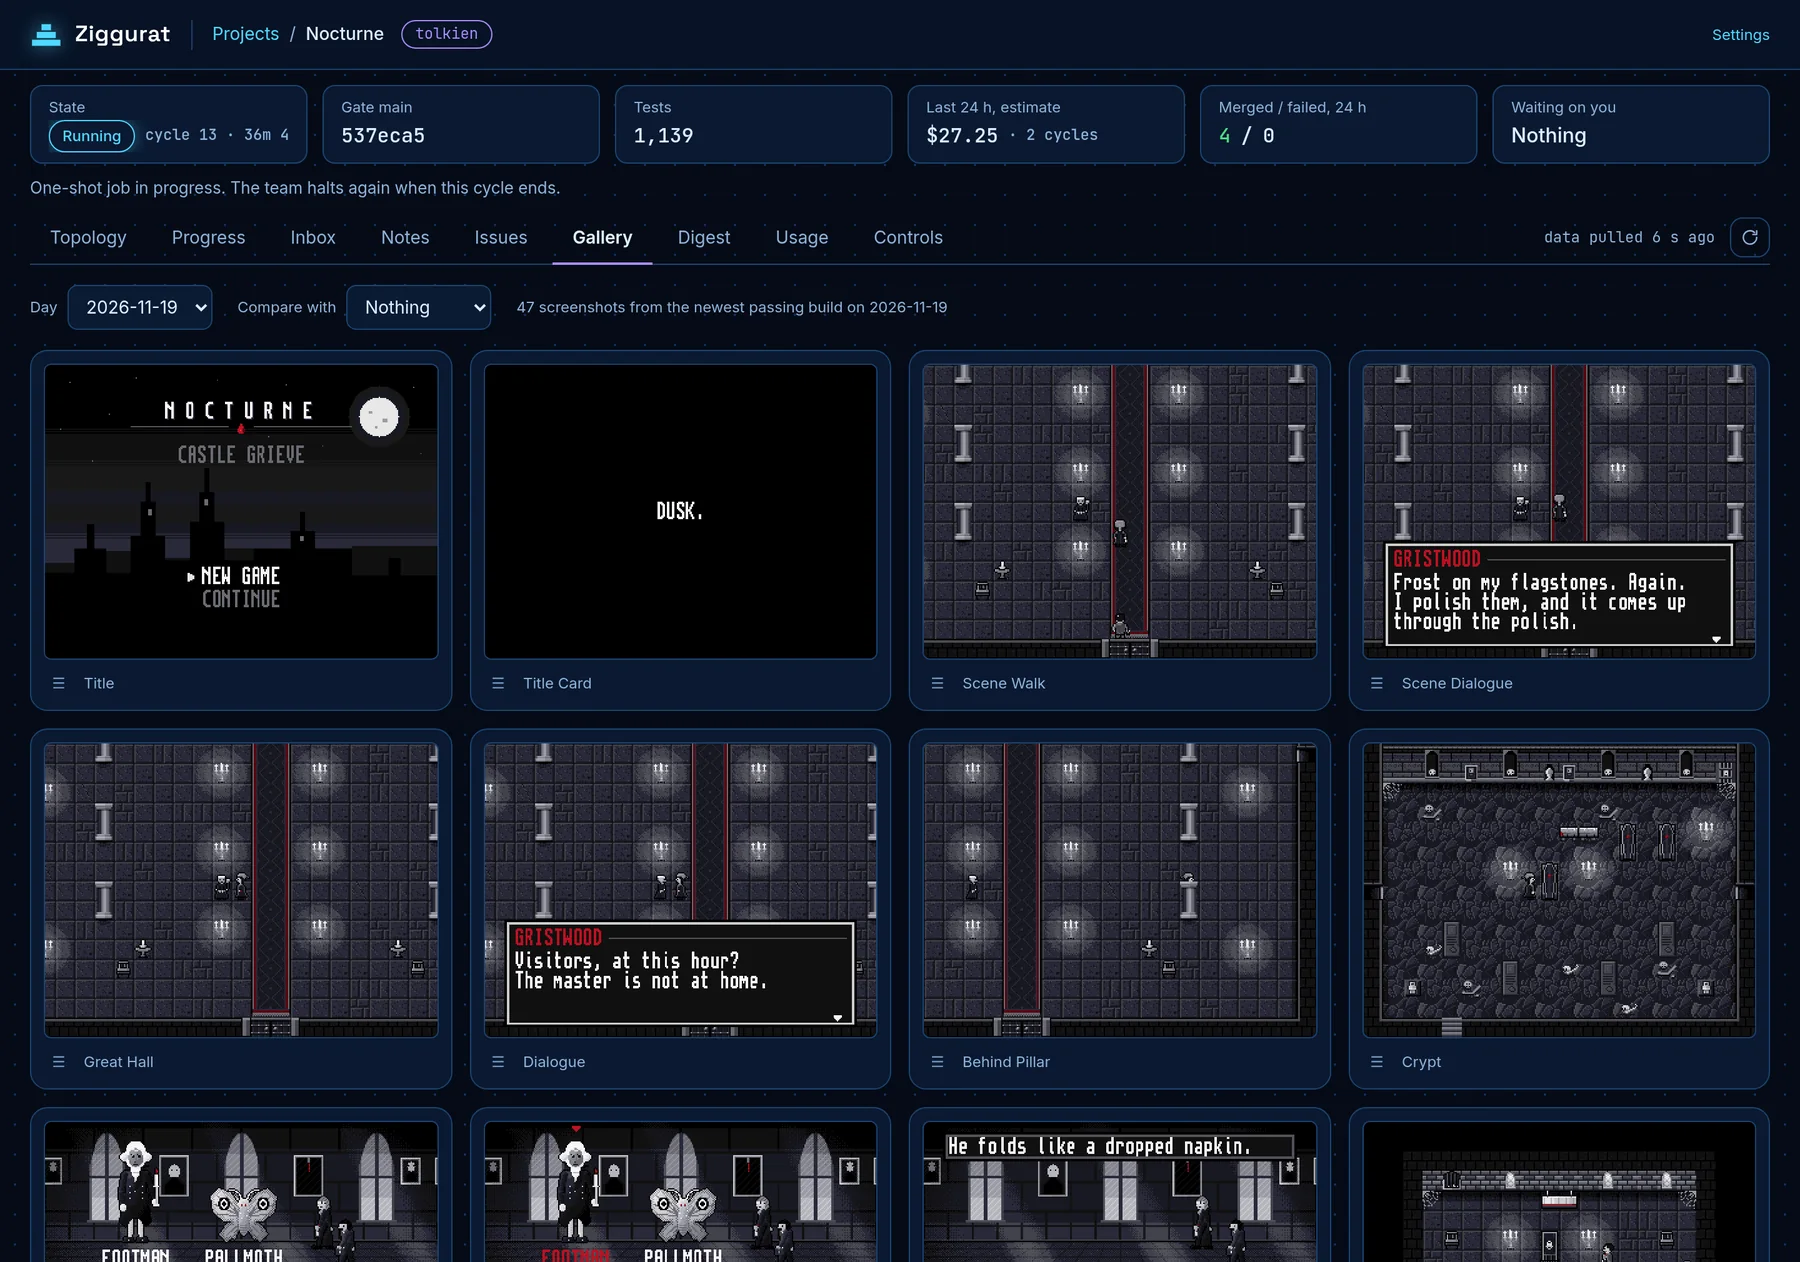 Ziggurat
Projects / Nocturne
tolkien
Settings
State
Running cycle 13 · 36m 4
Gate main
537eca5
Tests
1,139
Last 24 h, estimate
$27.25 · 2 cycles
Merged / failed, 24 h
4 / 0
Waiting on you
Nothing
One-shot job in progress. The team halts again when this cycle ends.
Topology
Progress
Inbox
Notes
Issues
Gallery
Digest
Usage
Controls
data pulled 6 s ago
Day
2026-11-19
Compare with
Nothing
47 screenshots from the newest passing build on 2026-11-19
NOCTURNE
CASTLE GRIEVE
NEW GAME
CONTINUE
Title
DUSK.
Title Card
Scene Walk
GRISTWOOD
Frost on my flagstones. Again.
I polish them, and it comes up
through the polish.
Scene Dialogue
Great Hall
GRISTWOOD
Visitors, at this hour?
The master is not at home.
Dialogue
Behind Pillar
Crypt
FOOTMAN PALLMOTH
FOOTMAN PALLMOTH
He folds like a dropped napkin.